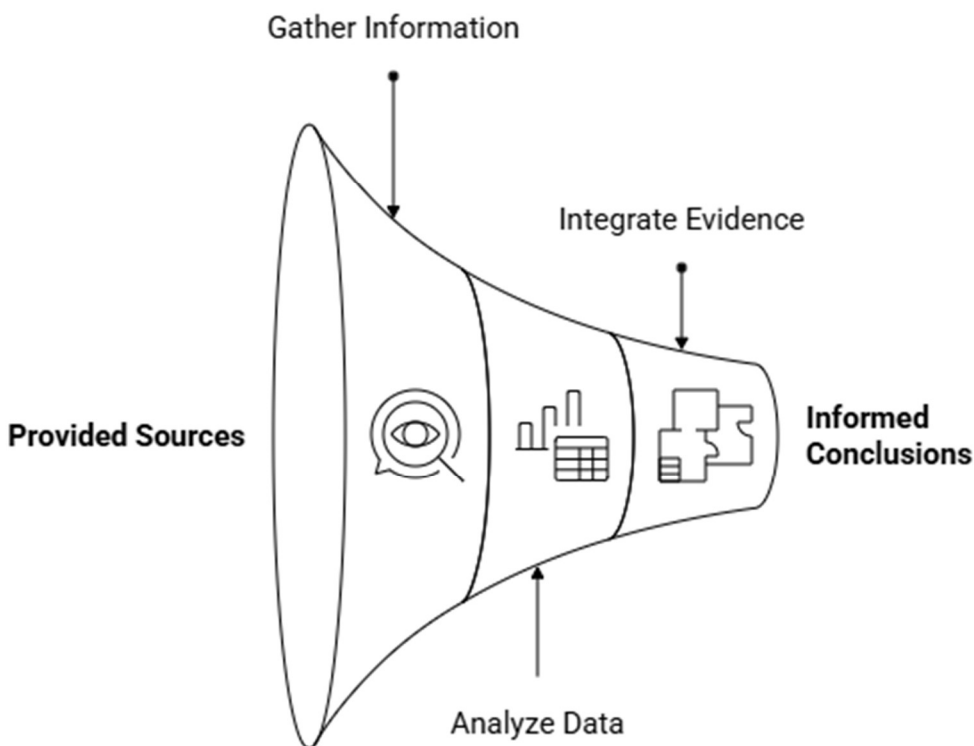 Gather Information
Integrate Evidence
Provided Sources
Informed
Conclusions
Analyze Data